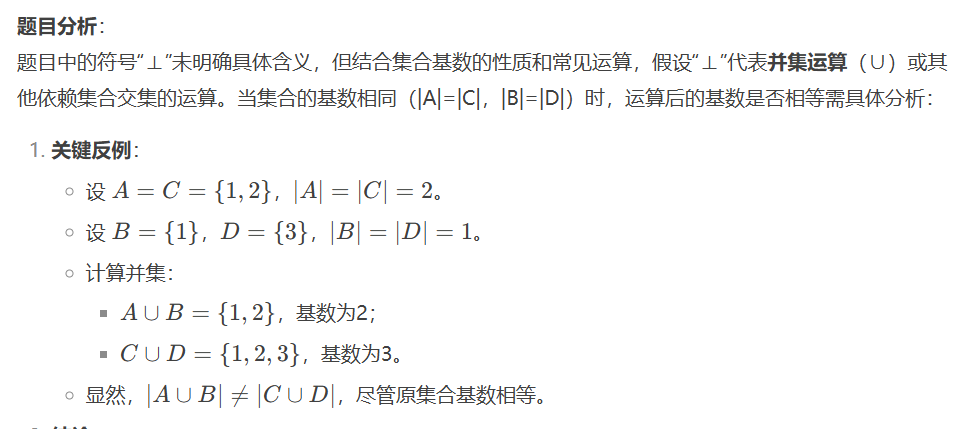 题目分析：
题目中的符号“⊥”未明确具体含义，但结合集合基数的性质和常见运算，假设“⊥”代表并集运算（∪）或其
他依赖集合交集的运算。当集合的基数相同（|A|=|C|，|B|=|D|）时，运算后的基数是否相等需具体分析：
1. 关键反例：
○ 设 A = C = {1, 2}，|A| = |C| = 2。
○ 设 B = {1}，D = {3}，|B| = |D| = 1。
○ 计算并集：
■ A ∪ B = {1, 2}，基数为2；
■ C ∪ D = {1, 2, 3}，基数为3。
○ 显然，|A ∪ B| ≠ |C ∪ D|，尽管原集合基数相等。